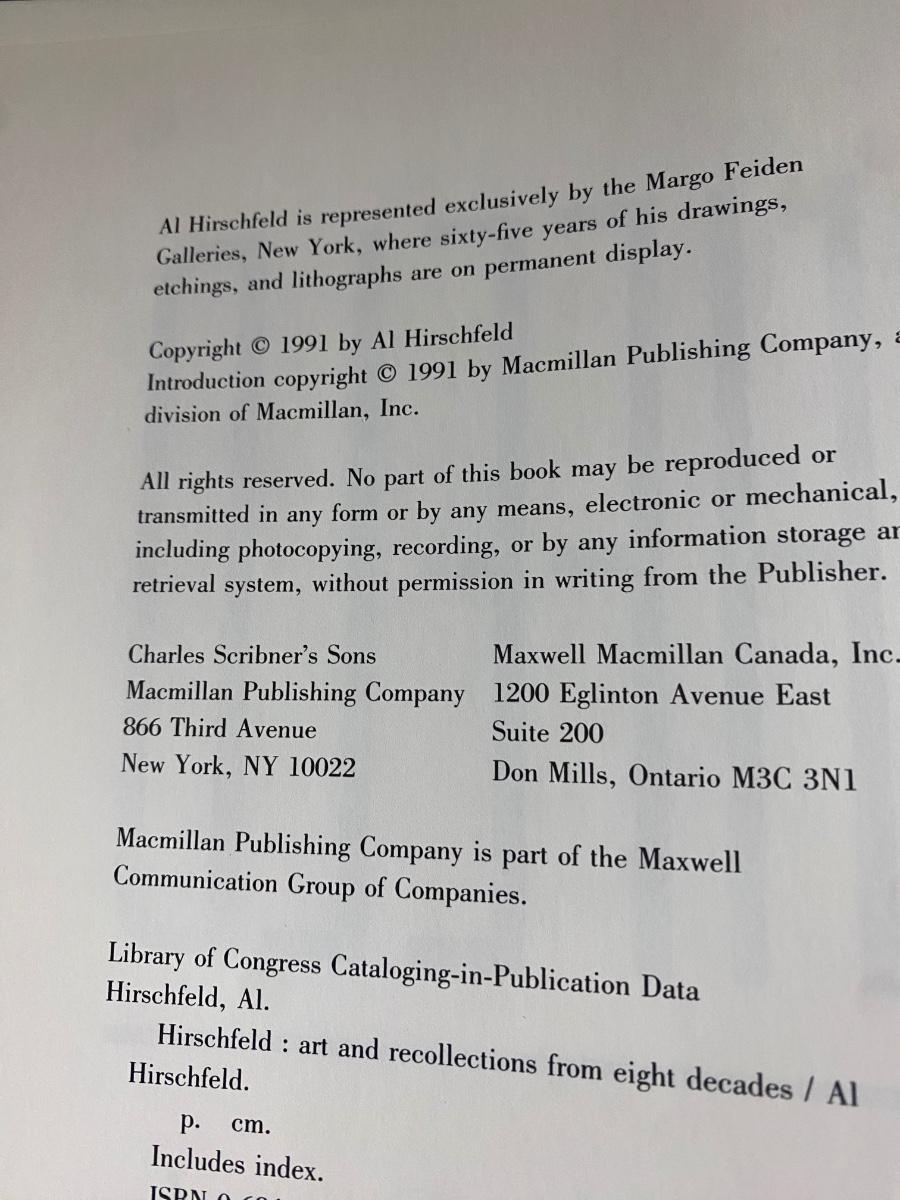 Al Hirschfeld is represented exclusively by the Margo Feiden
Galleries, New York, where sixty-five years of his drawings,
etchings, and lithographs are on permanent display.
Copyright © 1991 by Al Hirschfeld
Introduction copyright © 1991 by Macmillan Publishing Company, a
division of Macmillan, Inc.
All rights reserved. No part of this book may be reproduced or
transmitted in any form or by any means, electronic or mechanical,
including photocopying, recording, or by any information storage
retrieval system, without permission in writing from the Publisher.
Charles Scribner's Sons
Macmillan Publishing Company
866 Third Avenue
New York, NY 10022
Maxwell Macmillan Canada, Inc.
1200 Eglinton Avenue East
Suite 200
Don Mills, Ontario M3C 3N1
Macmillan Publishing Company is part of the Maxwell
Communication Group of Companies.
Library of Congress Cataloging-in-Publication Data
Hirschfeld, Al.
Hirschfeld : art and recollections from eight decades / Al
Hirschfeld.
p. cm.
Includes index.
ISBN 0